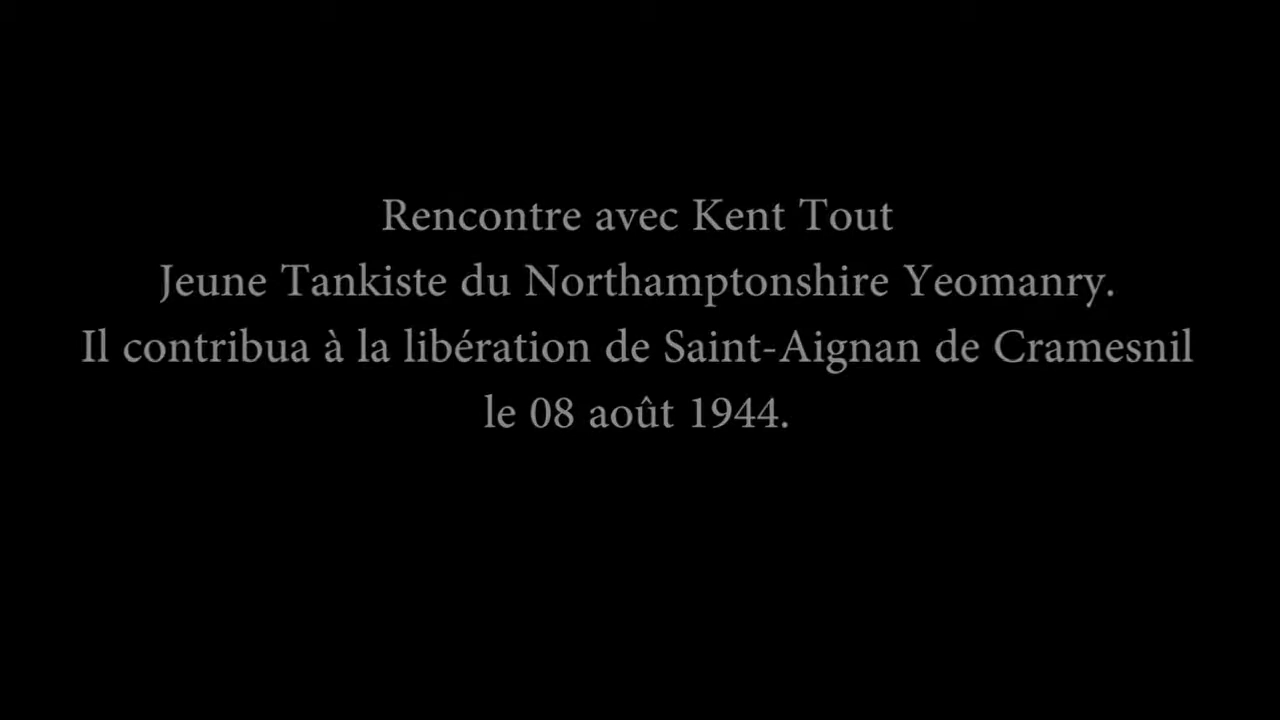 Rencontre avec Kent Tout
Jeune Tankiste du Northamptonshire Yeomanry.
Il contribua à la libération de Saint-Aignan de Cramesnil
le 08 août 1944.